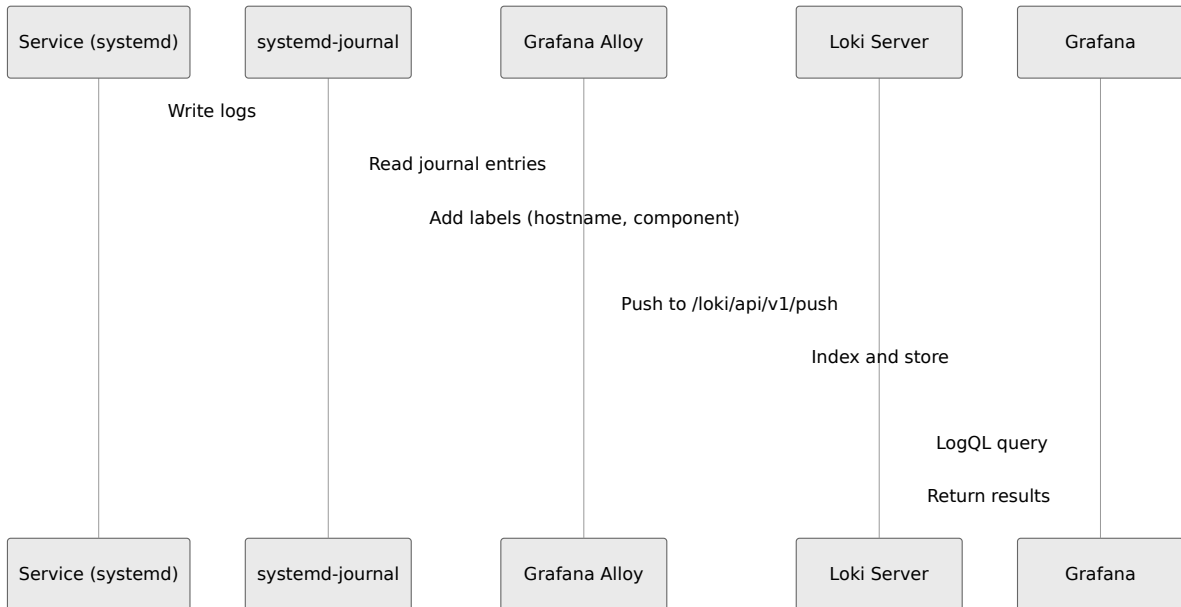 Service (systemd)
systemd-journal
Grafana Alloy
Loki Server
Grafana
Write logs
Read journal entries
Add labels (hostname, component)
Push to /loki/api/v1/push
Index and store
LogQL query
Return results
Service (systemd)
systemd-journal
Grafana Alloy
Loki Server
Grafana